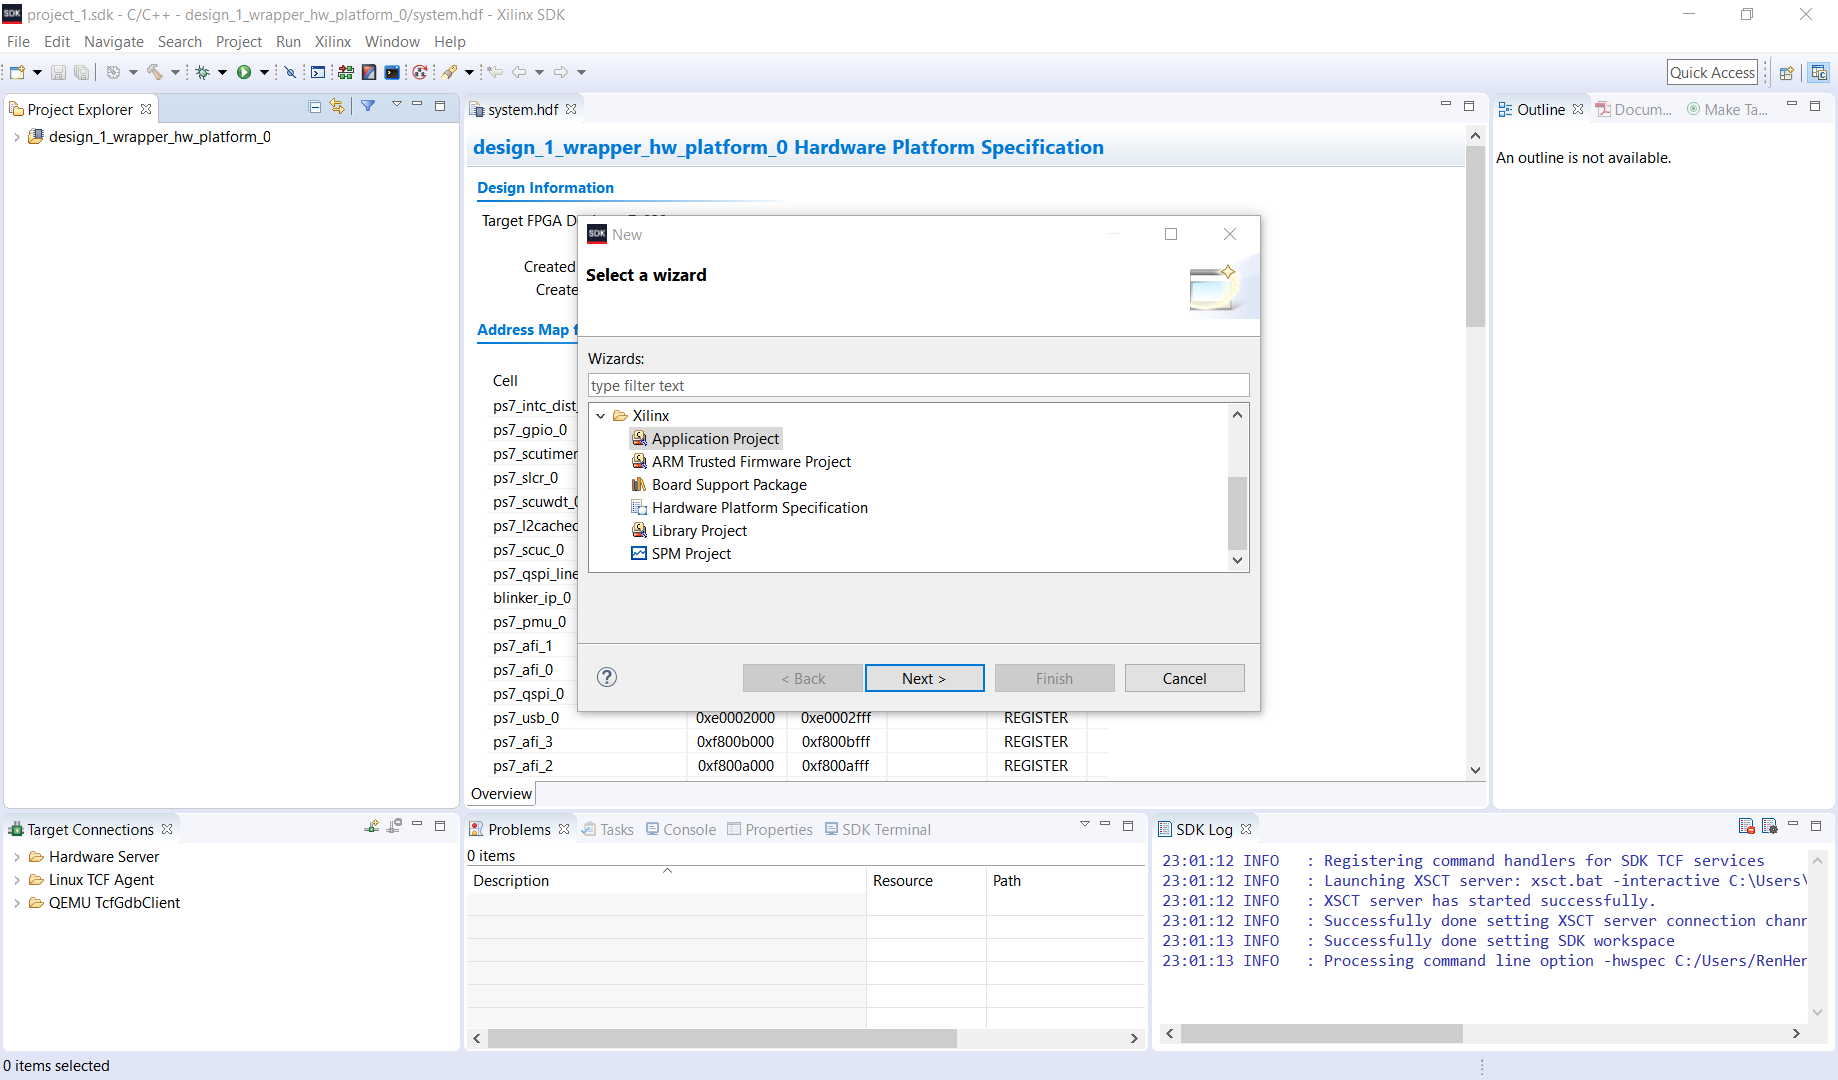 SDK project_1.sdk - C/C++ - design_1_wrapper_hw_platform_0/system.hdf - Xilinx SDK
File Edit Navigate Search Project Run Xilinx Window Help
Quick Access
Project Explorer
design_1_wrapper_hw_platform_0
system.hdf
design_1_wrapper_hw_platform_0 Hardware Platform Specification
Design Information
Target FPGA D
Created
Create
Address Map f
Cell
ps7_intc_dist_
ps7_gpio_0
ps7_scutimer
ps7_slcr_0
ps7_scuwdt_0
ps7_l2cachec
ps7_scuc_0
ps7_qspi_line
blinker_ip_0
ps7_pmu_0
ps7_afi_1
ps7_afi_0
ps7_qspi_0
ps7_usb_0 0xe0002000 0xe0002fff REGISTER
ps7_afi_3 0xf800b000 0xf800bfff REGISTER
ps7_afi_2 0xf800a000 0xf800afff REGISTER
Overview
SDK New
Select a wizard
Wizards:
type filter text
Xilinx
Application Project
ARM Trusted Firmware Project
Board Support Package
Hardware Platform Specification
Library Project
SPM Project
< Back Next > Finish Cancel
Outline Docum... Make Ta...
An outline is not available.
Target Connections
Hardware Server
Linux TCF Agent
QEMU TcfGdbClient
Problems Tasks Console Properties SDK Terminal
0 items
Description Resource Path
SDK Log
23:01:12 INFO : Registering command handlers for SDK TCF services
23:01:12 INFO : Launching XSCT server: xsct.bat -interactive C:\Users\
23:01:12 INFO : XSCT server has started successfully.
23:01:12 INFO : Successfully done setting XSCT server connection chann
23:01:13 INFO : Successfully done setting SDK workspace
23:01:13 INFO : Processing command line option -hwspec C:/Users/RenHer
0 items selected